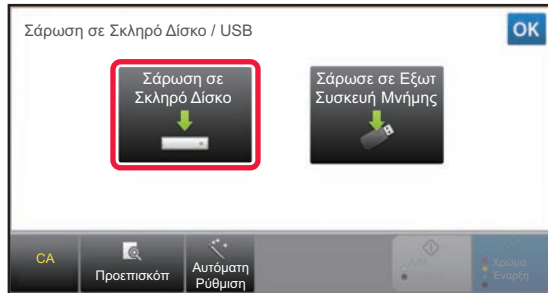 Σάρωση σε Σκληρό Δίσκο / USB
OK
Σάρωση σε
Σκληρό Δίσκο
Σάρωσε σε Εξωτ
Συσκευή Μνήμης
CA
Προεπισκόπ
Αυτόματη
Ρύθμιση
Χρώμα
Έναρξη